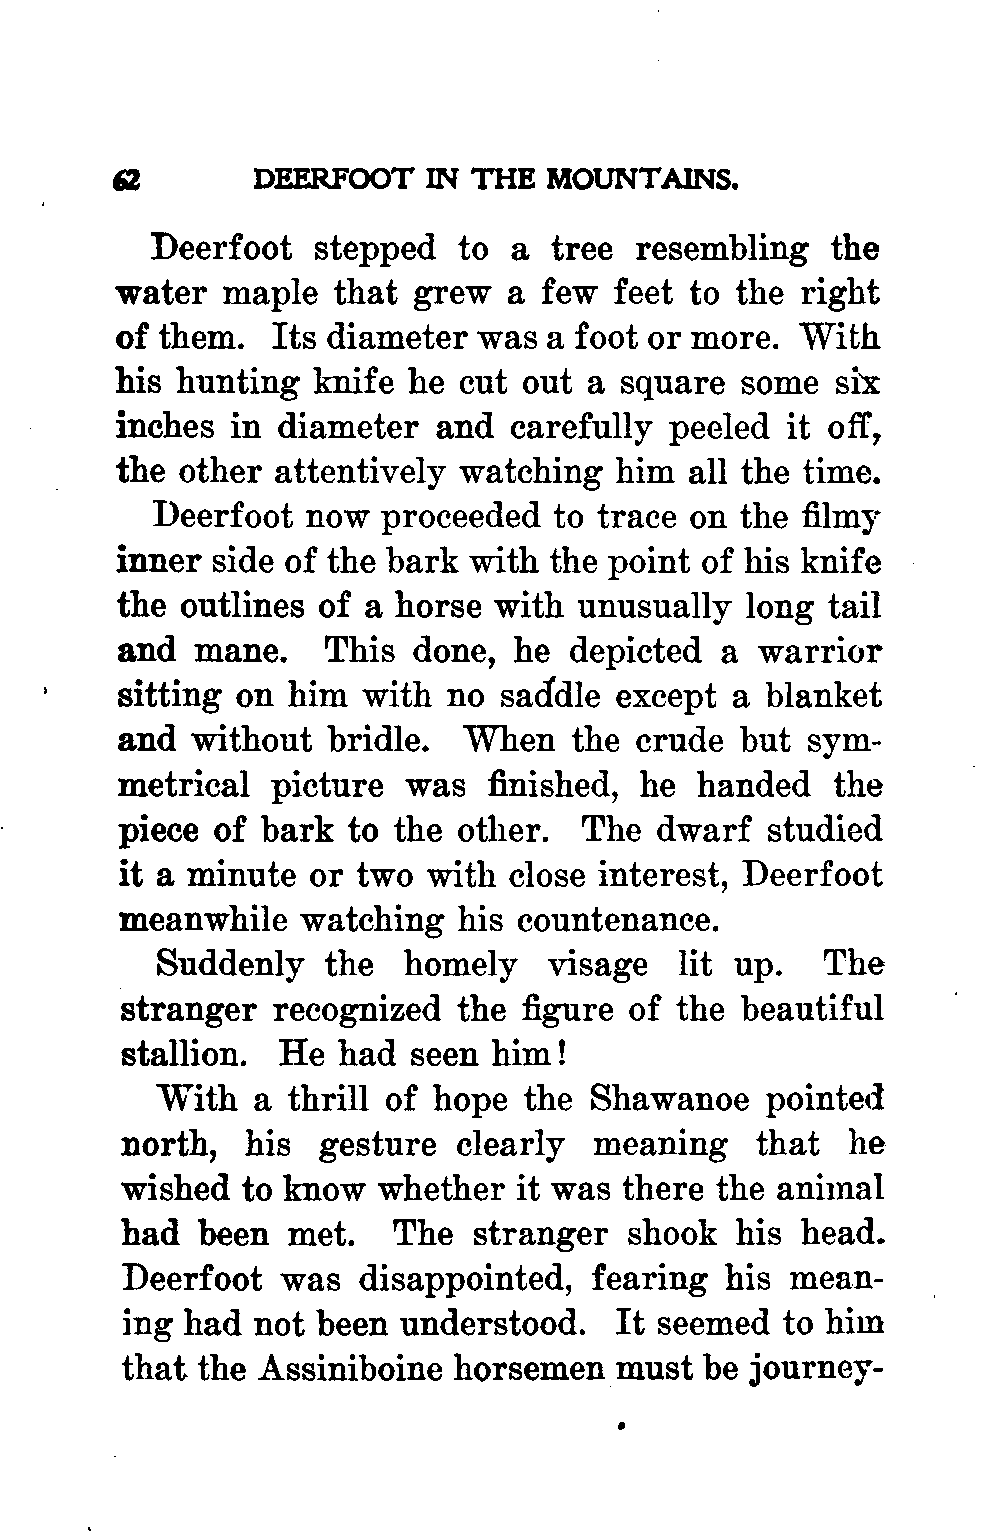 62 DEERFOOT IN THE MOUNTAINS.
Deerfoot stepped to a tree resembling the
water maple that grew a few feet to the right
of them. Its diameter was a foot or more. With
his hunting knife he cut out a square some six
inches in diameter and carefully peeled it off,
the other attentively watching him all the time.
Deerfoot now proceeded to trace on the filmy
inner side of the bark with the point of his knife
the outlines of a horse with unusually long tail
and mane. This done, he depicted a warrior
sitting on him with no saddle except a blanket
and without bridle. When the crude but sym-
metrical picture was finished, he handed the
piece of bark to the other. The dwarf studied
it a minute or two with close interest, Deerfoot
meanwhile watching his countenance.
Suddenly the homely visage lit up. The
stranger recognized the figure of the beautiful
stallion. He had seen him!
With a thrill of hope the Shawanoe pointed
north, his gesture clearly meaning that he
wished to know whether it was there the animal
had been met. The stranger shook his head.
Deerfoot was disappointed, fearing his mean-
ing had not been understood. It seemed to him
that the Assiniboine horsemen must be journey-